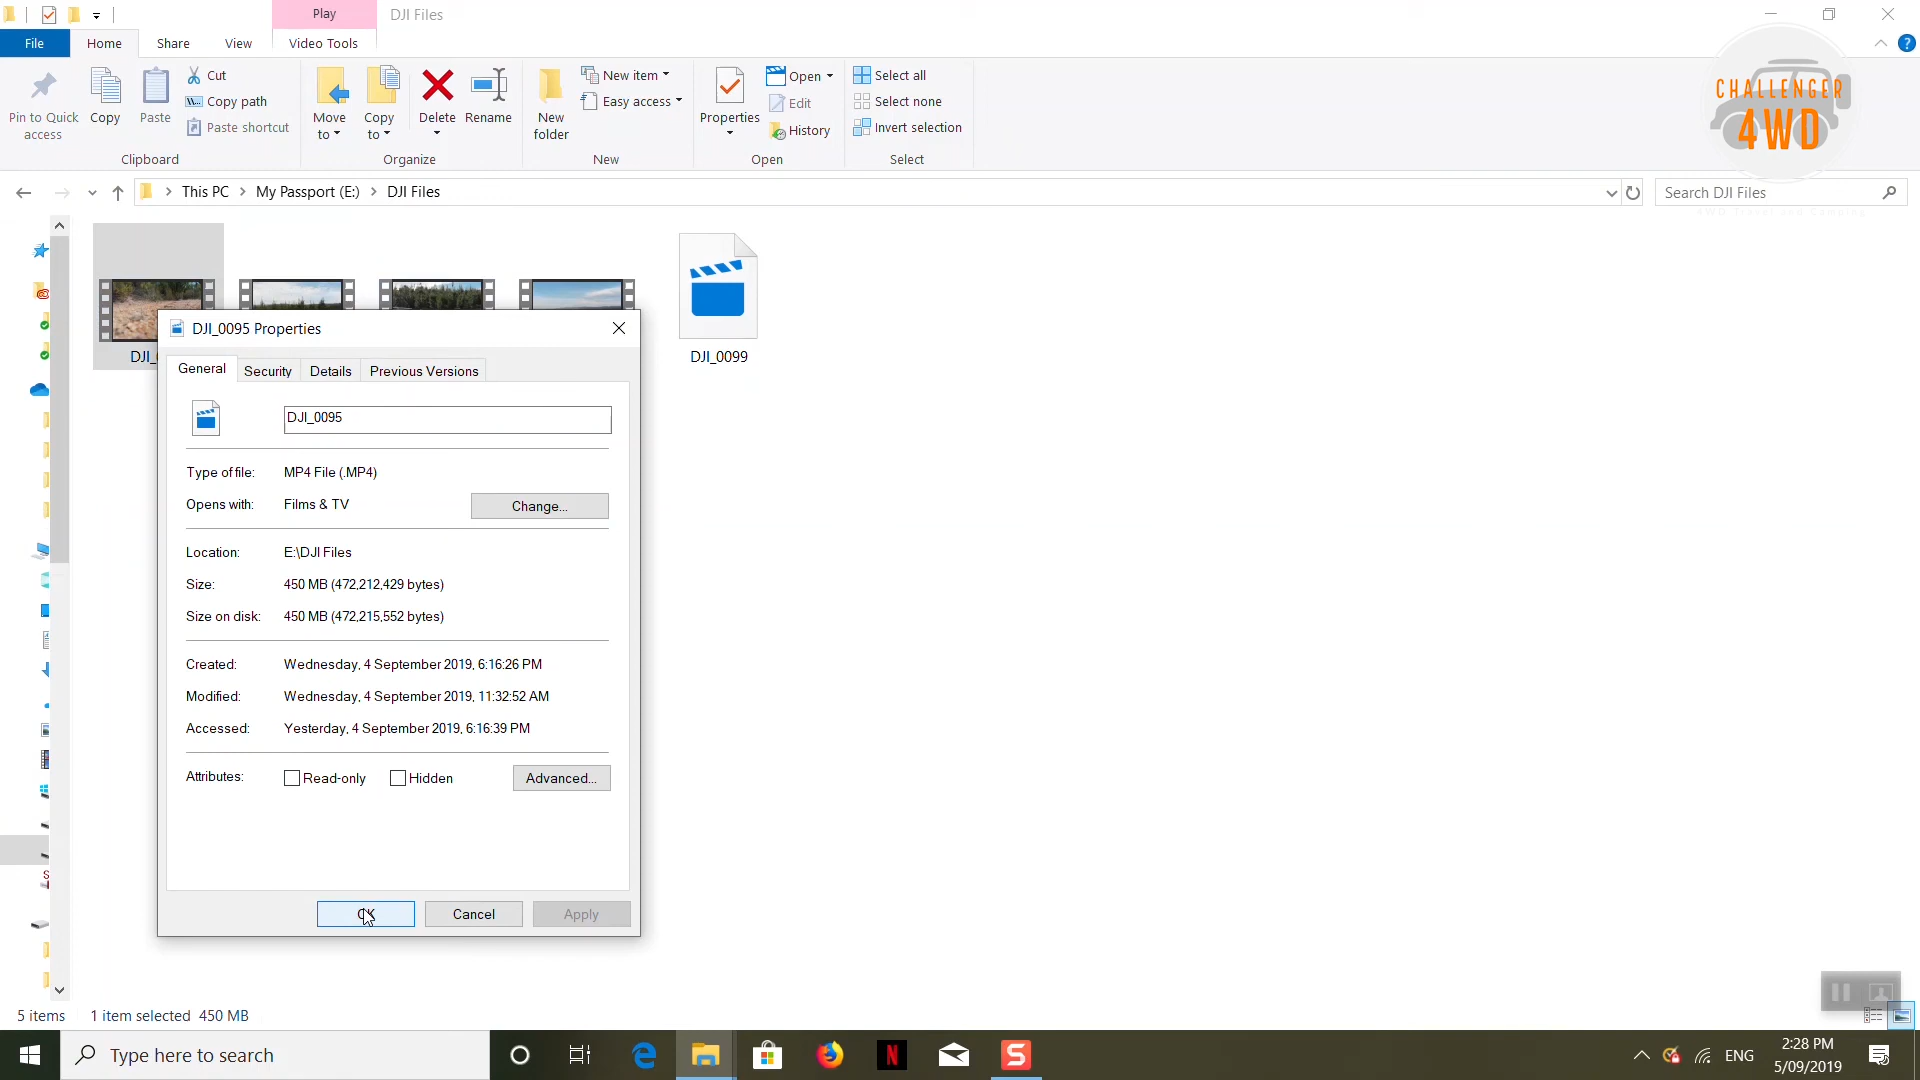 Play
DJI Files
File
Home
Share
View
Video Tools
Pin to Quick access
Copy
Paste
Cut
Copy path
Paste shortcut
Clipboard
Move to
Copy to
Delete
Rename
Organize
New folder
New item
Easy access
New
Properties
Open
Edit
History
Open
Select all
Select none
Invert selection
Select
CHALLENGER
4WD
4WD Travel and Camping
This PC > My Passport (E:) > DJI Files
Search DJI Files
DJI_0099
DJI_0095 Properties
General
Security
Details
Previous Versions
DJI_0095
Type of file: MP4 File (.MP4)
Opens with: Films & TV
Change...
Location: E:\DJI Files
Size: 450 MB (472,212,429 bytes)
Size on disk: 450 MB (472,215,552 bytes)
Created: Wednesday, 4 September 2019, 6:16:26 PM
Modified: Wednesday, 4 September 2019, 11:32:52 AM
Accessed: Yesterday, 4 September 2019, 6:16:39 PM
Attributes: Read-only Hidden Advanced...
OK
Cancel
Apply
5 items 1 item selected 450 MB
Type here to search
ENG
2:28 PM
5/09/2019